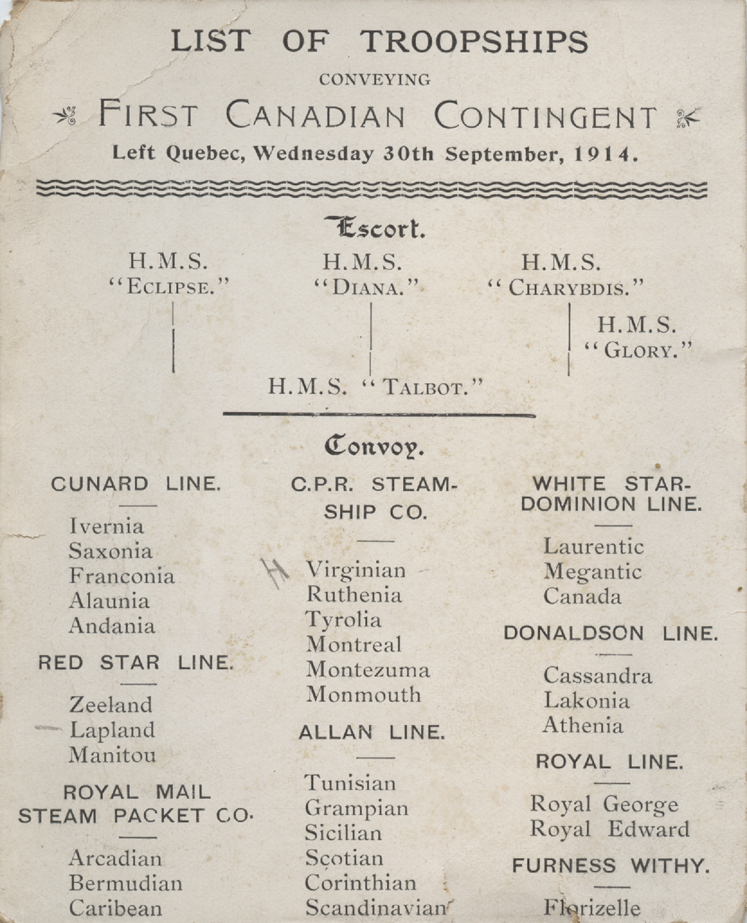 LIST OF TROOPSHIPS
CONVEYING
FIRST CANADIAN CONTINGENT
Left Quebec, Wednesday 30th September, 1914.
Escort.
H.M.S.
"ECLIPSE."
H.M.S.
"DIANA."
H.M.S.
"CHARYBDIS."
H.M.S.
"GLORY."
H.M.S. "TALBOT."
Convoy.
CUNARD LINE.
Ivernia
Saxonia
Franconia
Alaunia
Andania
RED STAR LINE.
Zeeland
Lapland
Manitou
ROYAL MAIL
STEAM PACKET CO.
Arcadian
Bermudian
Caribean
C.P.R. STEAM-
SHIP CO.
H Virginian
Ruthenia
Tyrolia
Montreal
Montezuma
Monmouth
ALLAN LINE.
Tunisian
Grampian
Sicilian
Scotian
Corinthian
Scandinavian
WHITE STAR-
DOMINION LINE.
Laurentic
Megantic
Canada
DONALDSON LINE.
Cassandra
Lakonia
Athenia
ROYAL LINE.
Royal George
Royal Edward
FURNESS WITHY.
Florizelle